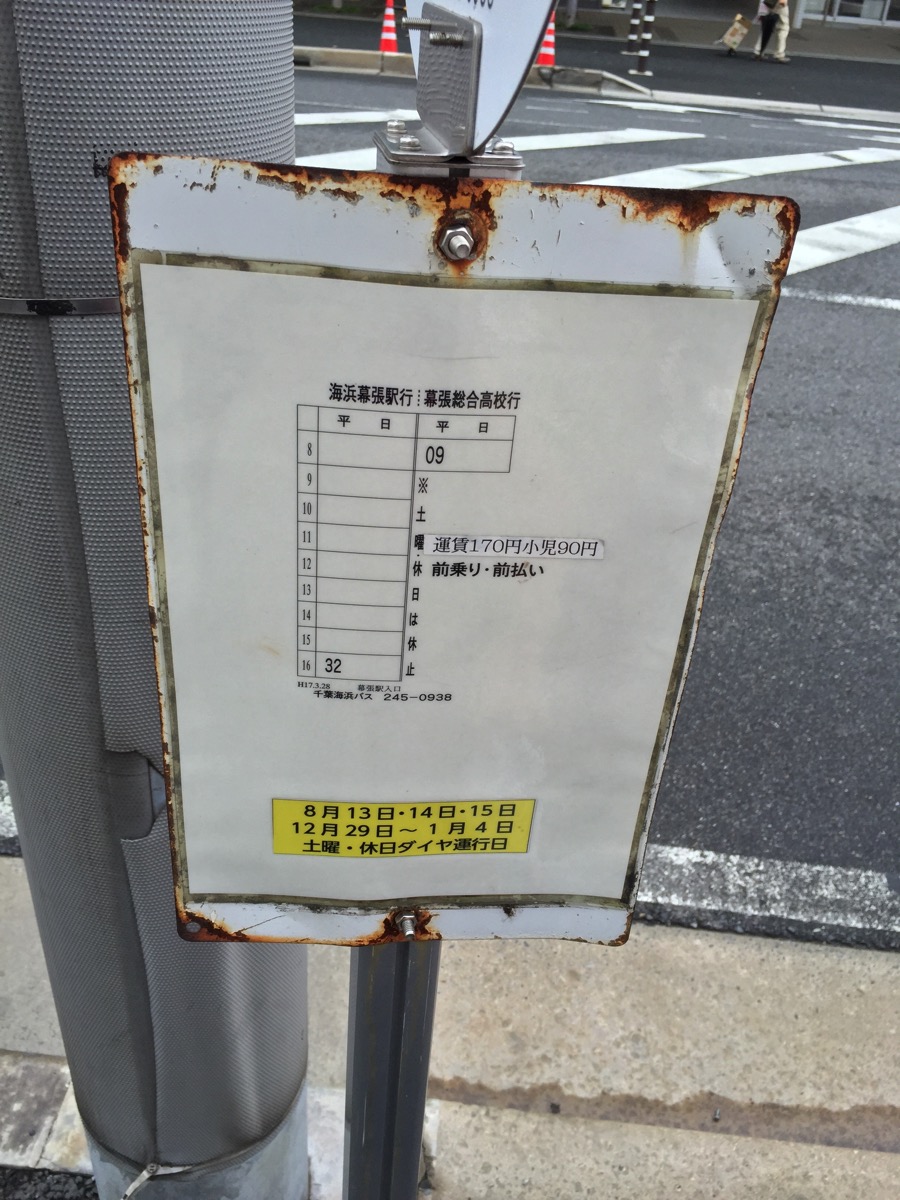 海浜幕張駅行 幕張総合高校行
平 日 平 日
8 09
9
10
11
12
13
14
15
16 32
※土曜・休日は休止
運賃170円小児90円
前乗り・前払い
H17.3.28 幕張駅入口
千葉海浜バス 245-0938
8月13日・14日・15日
12月29日～1月4日
土曜・休日ダイヤ運行日